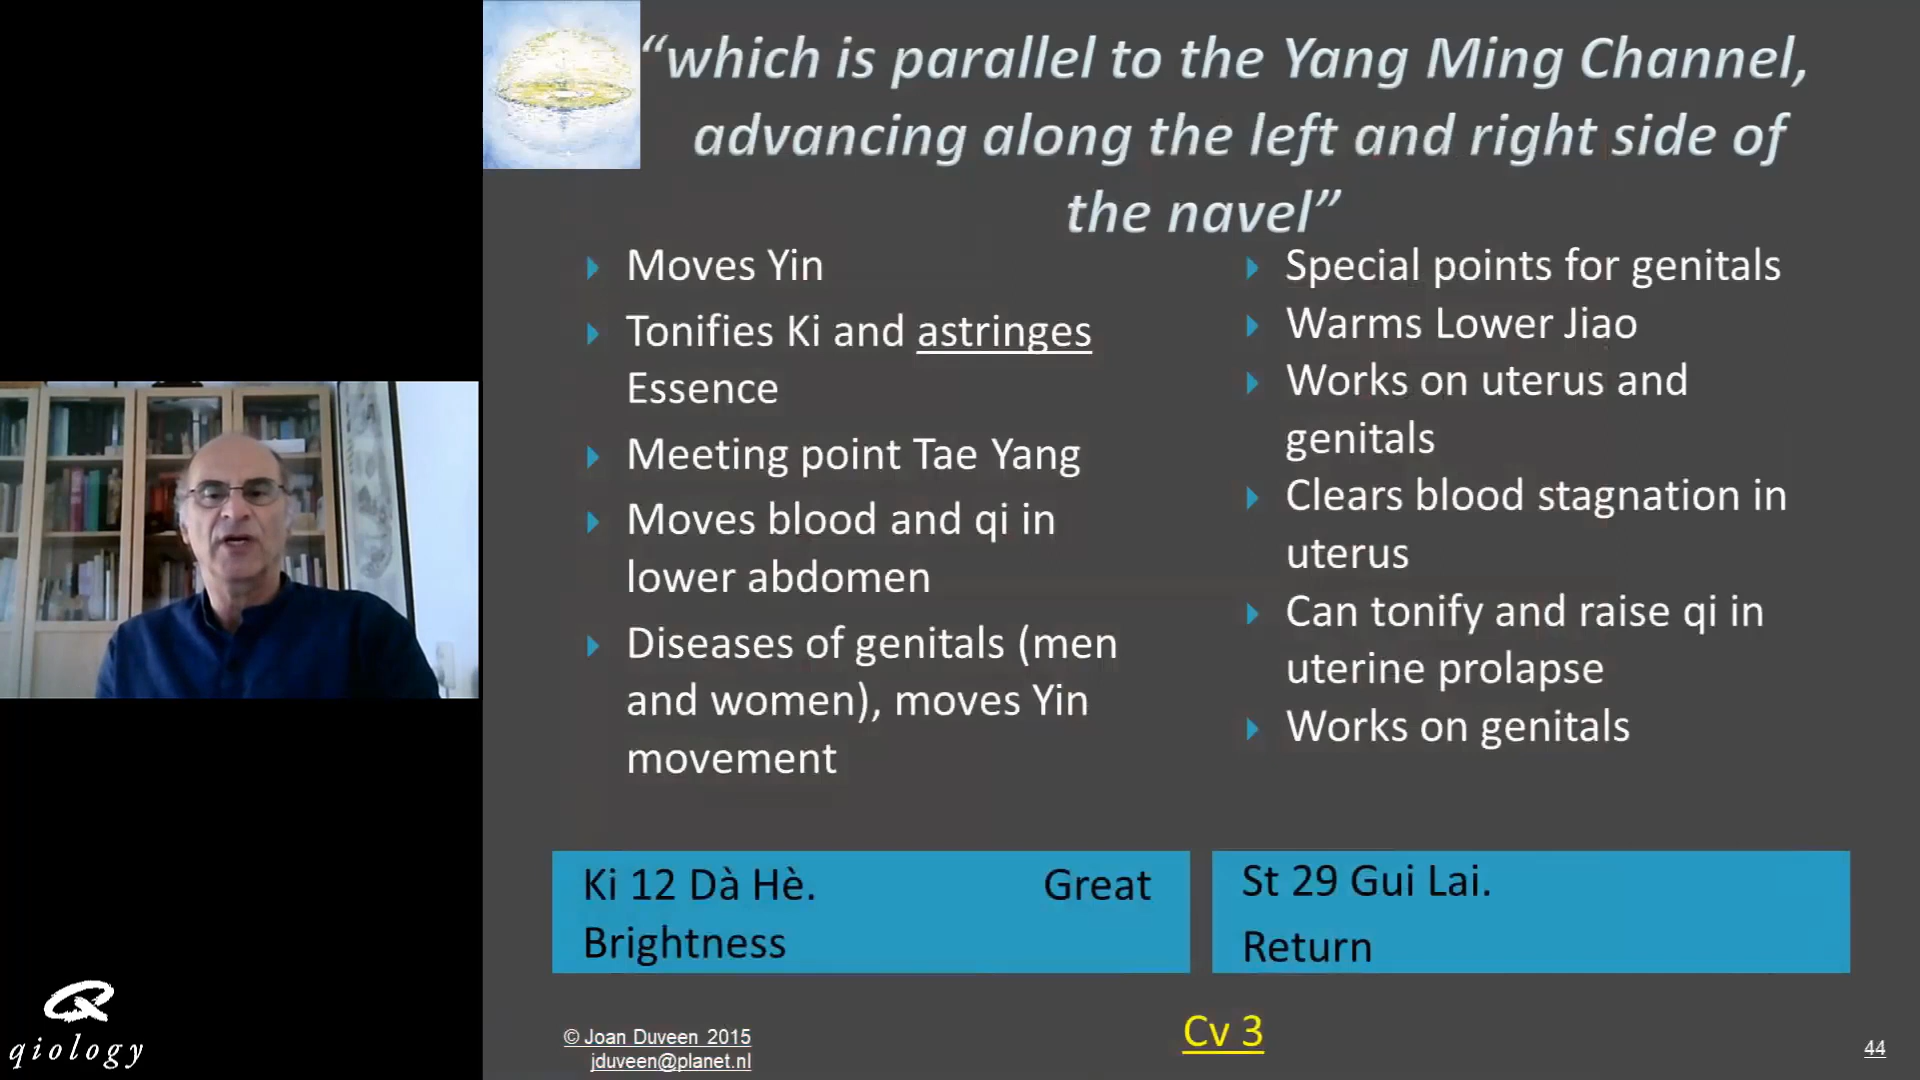 “which is parallel to the Yang Ming Channel,
advancing along the left and right side of
the navel”
Moves Yin
Tonifies Ki and astringes
Essence
Meeting point Tae Yang
Moves blood and qi in
lower abdomen
Diseases of genitals (men
and women), moves Yin
movement
Special points for genitals
Warms Lower Jiao
Works on uterus and
genitals
Clears blood stagnation in
uterus
Can tonify and raise qi in
uterine prolapse
Works on genitals
Ki 12 Dà Hè. Great
Brightness
St 29 Gui Lai.
Return
© Joan Duveen 2015
jduveen@planet.nl
Cv 3
44
qiology